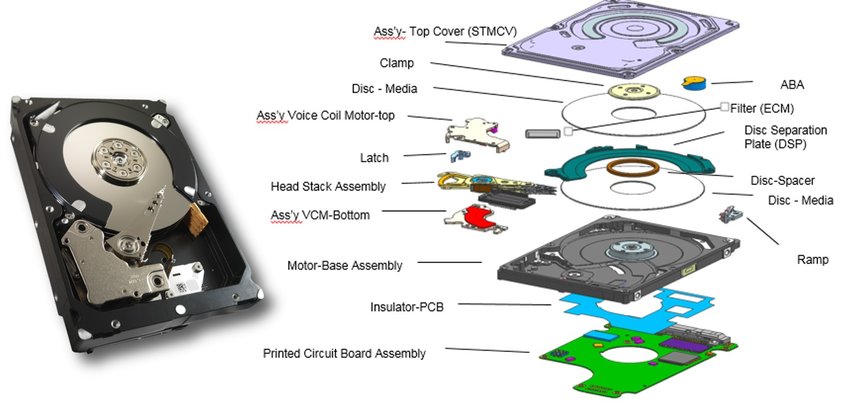 Ass'y- Top Cover (STMCV)
Clamp
Disc - Media
ABA
Filter (ECM)
Ass'y Voice Coil Motor-top
Disc Separation
Plate (DSP)
Latch
Head Stack Assembly
Disc-Spacer
Disc - Media
Ass'y VCM-Bottom
Ramp
Motor-Base Assembly
Insulator-PCB
Printed Circuit Board Assembly